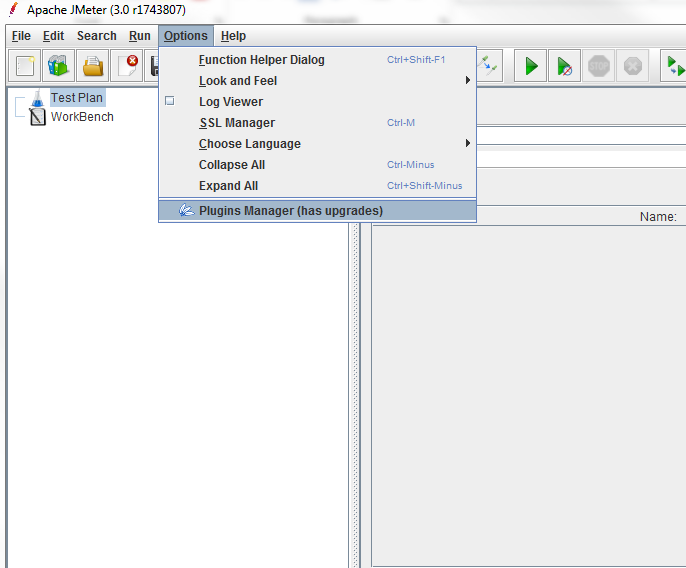 Apache JMeter (3.0 r1743807)
File Edit Search Run Options Help
Function Helper Dialog Ctrl+Shift-F1
Look and Feel
Log Viewer
SSL Manager Ctrl-M
Choose Language
Collapse All Ctrl-Minus
Expand All Ctrl+Shift-Minus
Plugins Manager (has upgrades)
STOP
Test Plan
WorkBench
Name: